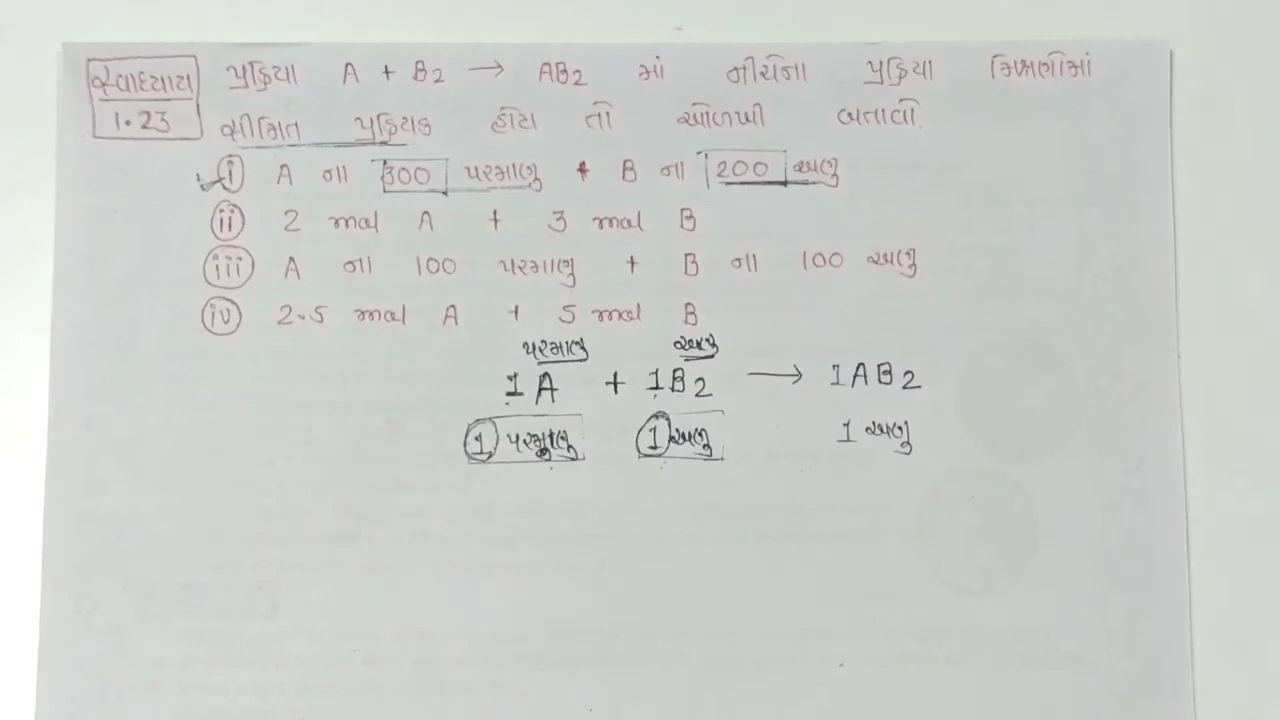 સ્વાધ્યાય 1.23
પ્રક્રિયા A + B2 → AB2 માં નીચેના પ્રક્રિયા મિશ્રણોમાં
સીમિત પ્રક્રિયક હોય તો ઓળખી બતાવો.
(i) A ના 300 પરમાણુ + B ના 200 અણુ
(ii) 2 mol A + 3 mol B
(iii) A ના 100 પરમાણુ + B ના 100 અણુ
(iv) 2.5 mol A + 5 mol B
પરમાણુ અણુ
1A + 1B2 → 1AB2
1 પરમાણુ 1 અણુ 1 અણુ